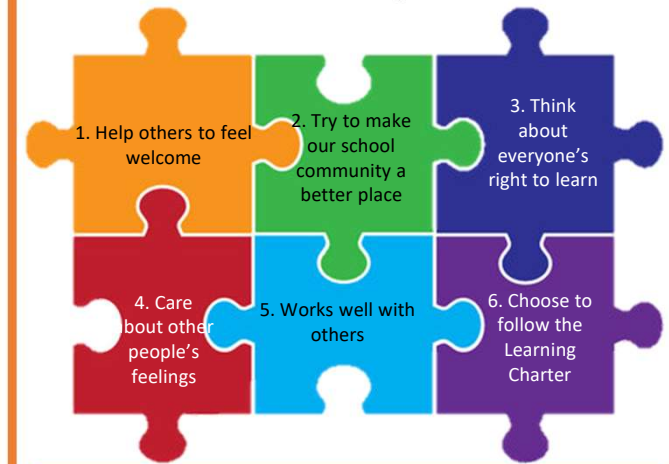 1. Help others to feel
welcome
2. Try to make
our school
community a
better place
3. Think
about
everyone’s
right to learn
4. Care
about other
people’s
feelings
5. Works well with
others
6. Choose to
follow the
Learning
Charter